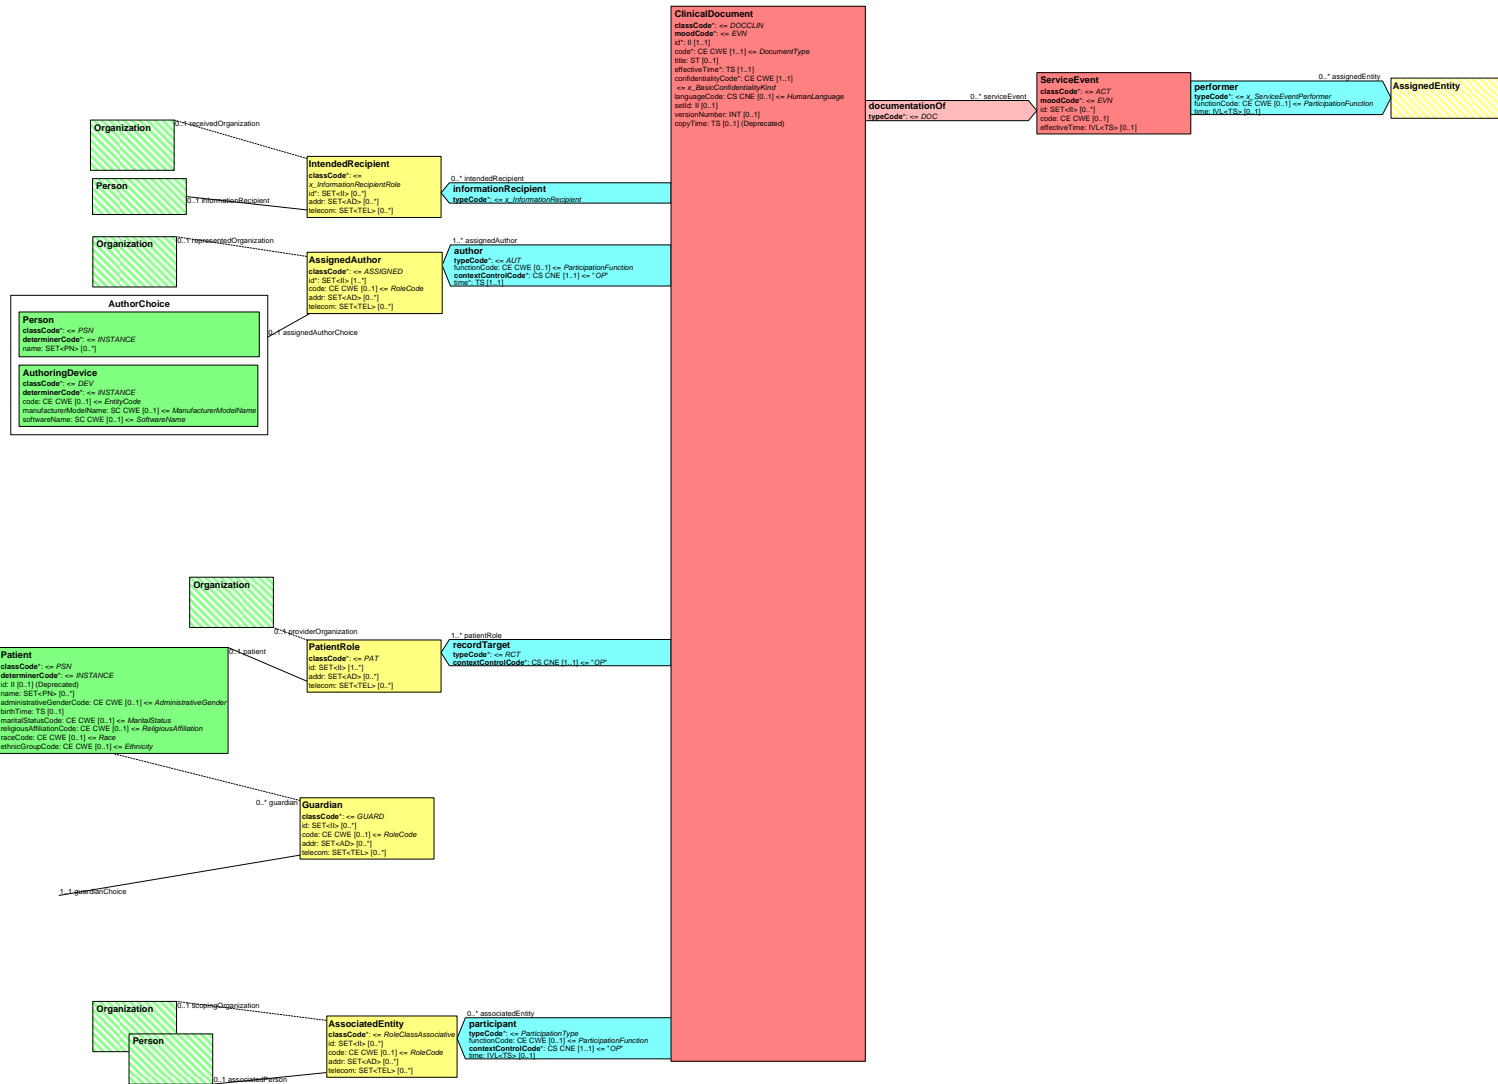 ClinicalDocument
classCode*: <= DOCCLIN
moodCode*: <= EVN
id*: II [1..1]
code*: CE CWE [1..1] <= DocumentType
title: ST [0..1]
effectiveTime*: TS [1..1]
confidentialityCode*: CE CWE [1..1]
<= x_BasicConfidentialityKind
languageCode: CS CNE [0..1] <= HumanLanguage
setId: II [0..1]
versionNumber: INT [0..1]
copyTime: TS [0..1] (Deprecated)
0..* serviceEvent
documentationOf
typeCode*: <= DOC
ServiceEvent
classCode*: <= ACT
moodCode*: <= EVN
id: SET<II> [0..*]
code: CE CWE [0..1]
effectiveTime: IVL<TS> [0..1]
0..* assignedEntity
performer
typeCode*: <= x_ServiceEventPerformer
functionCode: CE CWE [0..1] <= ParticipationFunction
time: IVL<TS> [0..1]
AssignedEntity
Organization
0..1 receivedOrganization
Person
0..1 informationRecipient
IntendedRecipient
classCode*: <=
x_InformationRecipientRole
id*: SET<II> [0..*]
addr: SET<AD> [0..*]
telecom: SET<TEL> [0..*]
0..* intendedRecipient
informationRecipient
typeCode*: <= x_InformationRecipient
Organization
0..1 representedOrganization
AssignedAuthor
classCode*: <= ASSIGNED
id*: SET<II> [1..*]
code: CE CWE [0..1] <= RoleCode
addr: SET<AD> [0..*]
telecom: SET<TEL> [0..*]
1..* assignedAuthor
author
typeCode*: <= AUT
functionCode: CE CWE [0..1] <= ParticipationFunction
contextControlCode*: CS CNE [1..1] <= "OP"
time*: TS [1..1]
AuthorChoice
Person
classCode*: <= PSN
determinerCode*: <= INSTANCE
name: SET<PN> [0..*]
0..1 assignedAuthorChoice
AuthoringDevice
classCode*: <= DEV
determinerCode*: <= INSTANCE
code: CE CWE [0..1] <= EntityCode
manufacturerModelName: SC CWE [0..1] <= ManufacturerModelName
softwareName: SC CWE [0..1] <= SoftwareName
Organization
0..1 providerOrganization
PatientRole
classCode*: <= PAT
id: SET<II> [1..*]
addr: SET<AD> [0..*]
telecom: SET<TEL> [0..*]
1..* patientRole
recordTarget
typeCode*: <= RCT
contextControlCode*: CS CNE [1..1] <= "OP"
0..1 patient
Patient
classCode*: <= PSN
determinerCode*: <= INSTANCE
id: II [0..1] (Deprecated)
name: SET<PN> [0..*]
administrativeGenderCode: CE CWE [0..1] <= AdministrativeGender
birthTime: TS [0..1]
maritalStatusCode: CE CWE [0..1] <= MaritalStatus
religiousAffiliationCode: CE CWE [0..1] <= ReligiousAffiliation
raceCode: CE CWE [0..1] <= Race
ethnicGroupCode: CE CWE [0..1] <= Ethnicity
0..* guardian
Guardian
classCode*: <= GUARD
id: SET<II> [0..*]
code: CE CWE [0..1] <= RoleCode
addr: SET<AD> [0..*]
telecom: SET<TEL> [0..*]
1..1 guardianChoice
Organization
0..1 scopingOrganization
Person
0..1 associatedPerson
AssociatedEntity
classCode*: <= RoleClassAssociative
id: SET<II> [0..*]
code: CE CWE [0..1] <= RoleCode
addr: SET<AD> [0..*]
telecom: SET<TEL> [0..*]
0..* associatedEntity
participant
typeCode*: <= ParticipationType
functionCode: CE CWE [0..1] <= ParticipationFunction
contextControlCode*: CS CNE [1..1] <= "OP"
time: IVL<TS> [0..1]